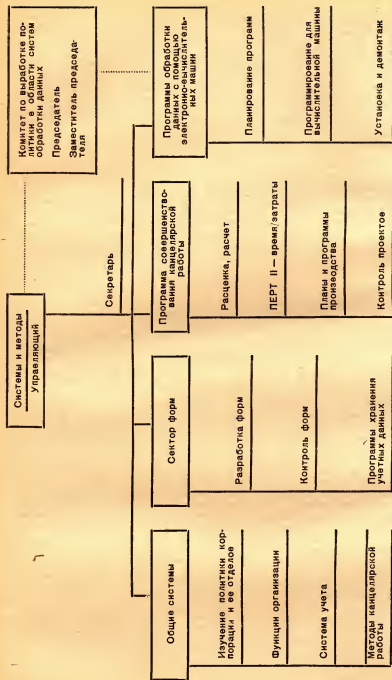 Системы и методы
Управляющий
Комитет по выработке по-
литики в области систем
обработки данных
Председатель
Заместитель председа-
теля
Секретарь
Общие системы
Изучение политики кор-
порации и ее отделов
Функции организации
Система учета
Методы канцелярской
работы
Сектор форм
Разработка форм
Контроль форм
Программы хранения
учетных данных
Программа совершенство-
вания канцелярской
работы
Расценка, расчет
ПЕРТ II — время/затраты
Планы и программы
производства
Контроль проектов
Программы обработки
данных с помощью
электронно-вычислитель-
ных машин
Планирование программ
Программирование для
вычислительной машины
Установка и демонтаж